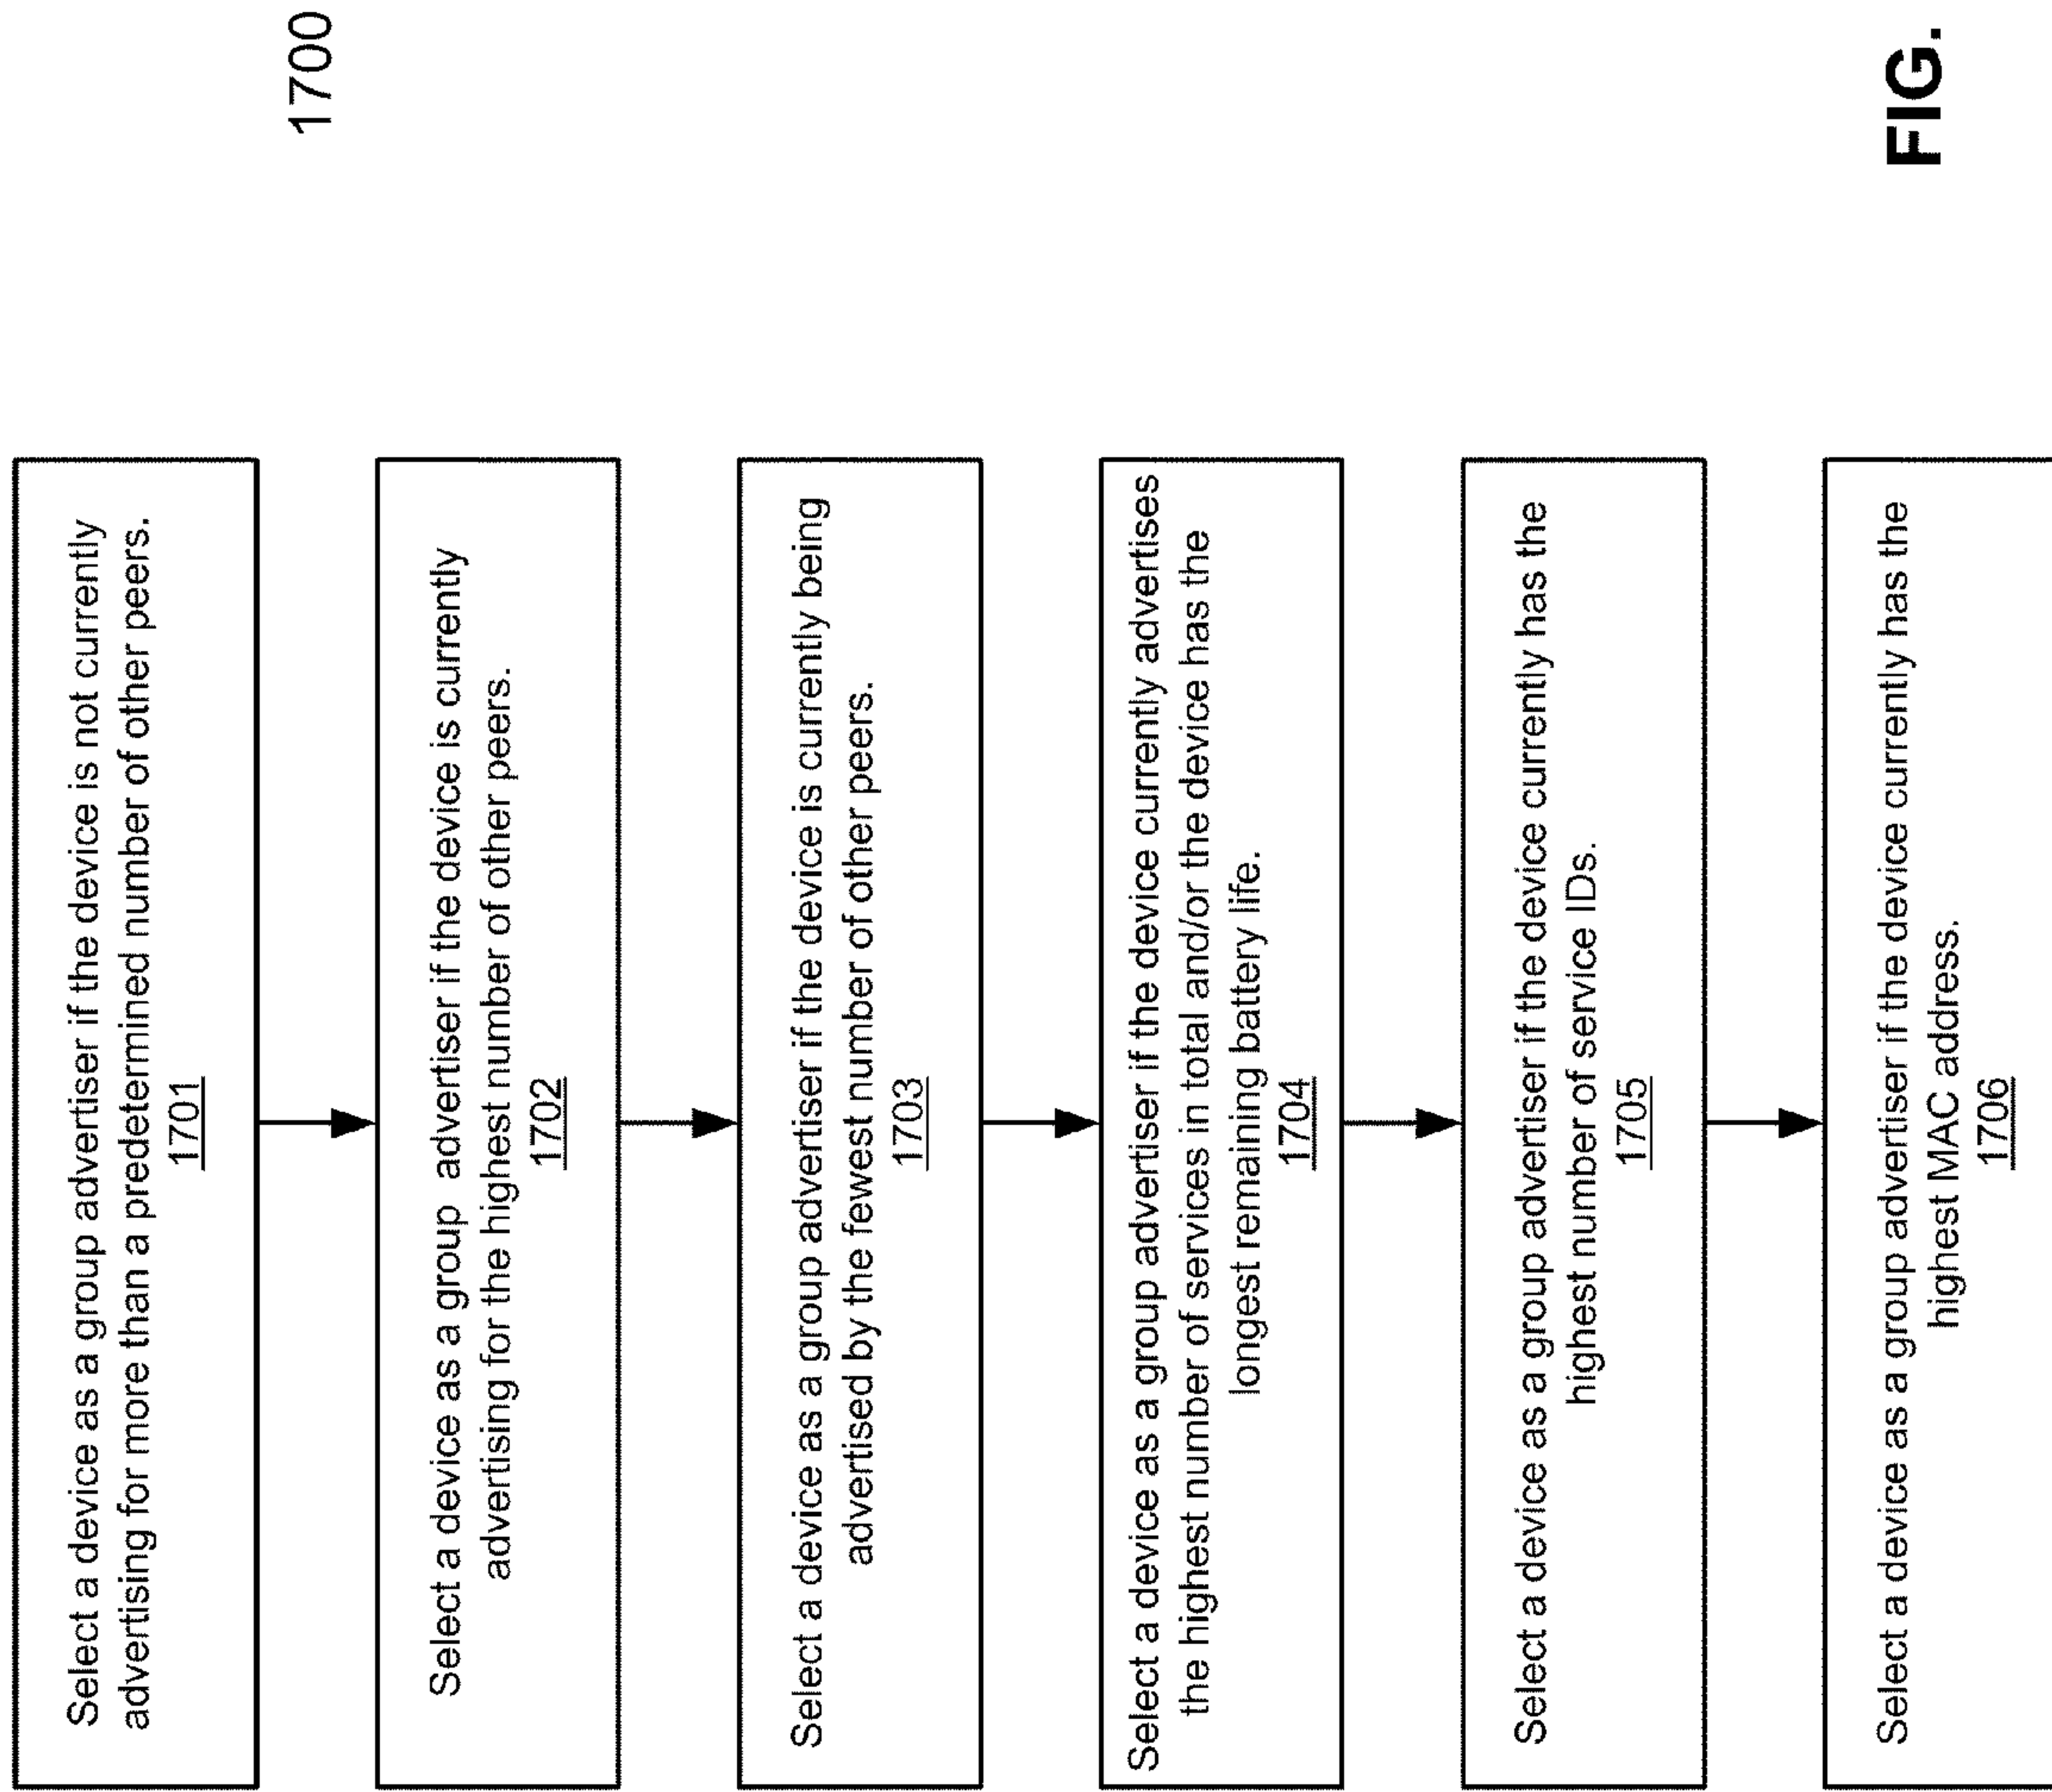 Select a device as a group advertiser if the device is not currently
advertising for more than a predetermined number of other peers.
1701
Select a device as a group advertiser if the device is currently
advertising for the highest number of other peers.
1702
Select a device as a group advertiser if the device is currently being
advertised by the fewest number of other peers.
1703
Select a device as a group advertiser if the device currently advertises
the highest number of services in total and/or the device has the
longest remaining battery life.
1704
Select a device as a group advertiser if the device currently has the
highest number of service IDs.
1705
Select a device as a group advertiser if the device currently has the
highest MAC address.
1706
1700
FIG.